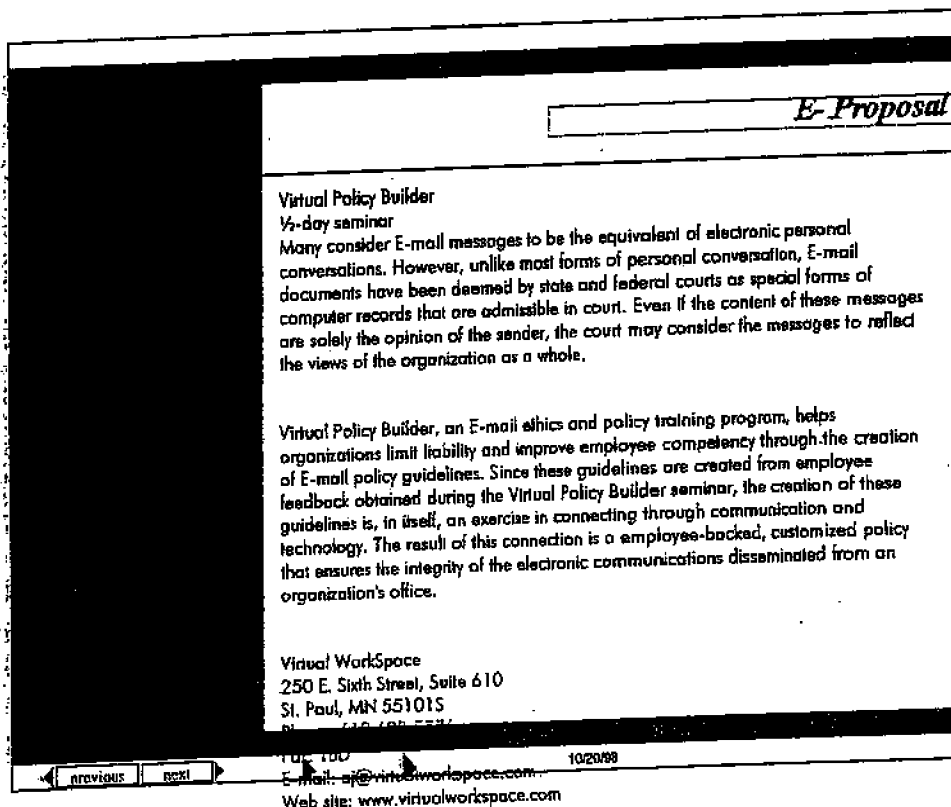 E-Proposal
Virtual Policy Builder
½-day seminar
Many consider E-mail messages to be the equivalent of electronic personal
conversations. However, unlike most forms of personal conversation, E-mail
documents have been deemed by state and federal courts as special forms of
computer records that are admissible in court. Even if the content of these messages
are solely the opinion of the sender, the court may consider the messages to reflect
the views of the organization as a whole.
Virtual Policy Builder, an E-mail ethics and policy training program, helps
organizations limit liability and improve employee competency through the creation
of E-mail policy guidelines. Since these guidelines are created from employee
feedback obtained during the Virtual Policy Builder seminar, the creation of these
guidelines is, in itself, an exercise in connecting through communication and
technology. The result of this connection is a employee-backed, customized policy
that ensures the integrity of the electronic communications disseminated from an
organization's office.
Virtual WorkSpace
250 E. Sixth Street, Suite 610
St. Paul, MN 55101S
previous next 10/20/98
E-mail: aj@virtualworkspace.com
Web site: www.virtualworkspace.com